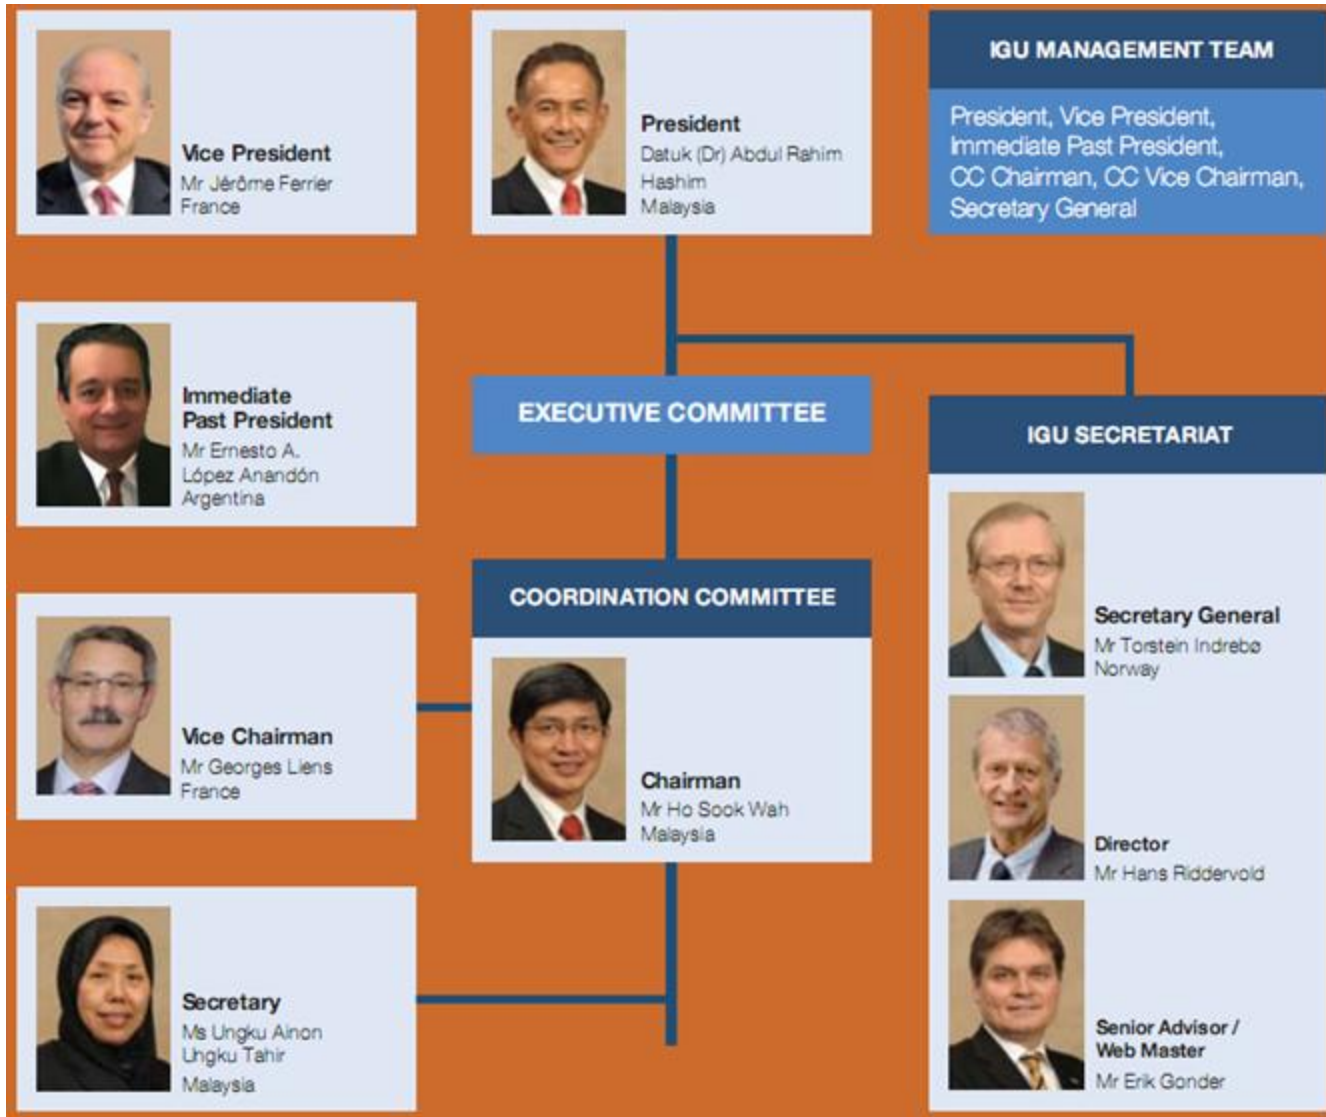 Vice President
Mr Jérôme Ferrier
France
President
Datuk (Dr) Abdul Rahim
Hashim
Malaysia
IGU MANAGEMENT TEAM
President, Vice President,
Immediate Past President,
CC Chairman, CC Vice Chairman,
Secretary General
Immediate
Past President
Mr Ernesto A.
López Anandón
Argentina
EXECUTIVE COMMITTEE
IGU SECRETARIAT
Secretary General
Mr Torstein Indrebø
Norway
Director
Mr Hans Riddervold
Senior Advisor /
Web Master
Mr Erik Gonder
COORDINATION COMMITTEE
Chairman
Mr Ho Sook Wah
Malaysia
Vice Chairman
Mr Georges Liens
France
Secretary
Ms Ungku Ainon
Ungku Tahir
Malaysia